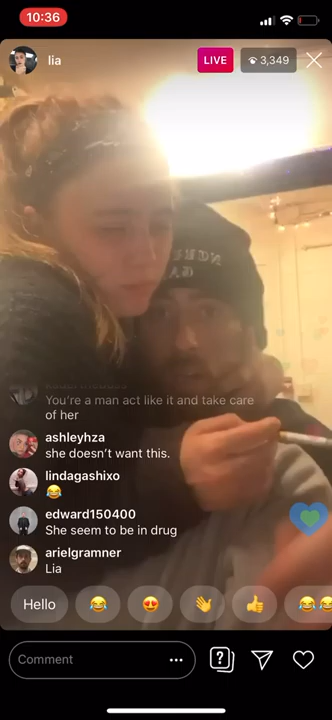 10:36
lia
LIVE
3,349
You're a man act like it and take care
of her
ashleyhza
she doesn't want this.
lindagashixo
😂
edward150400
She seem to be in drug
arielgramner
Lia
Hello 😂 😍 👋 👍 😂😂
Comment